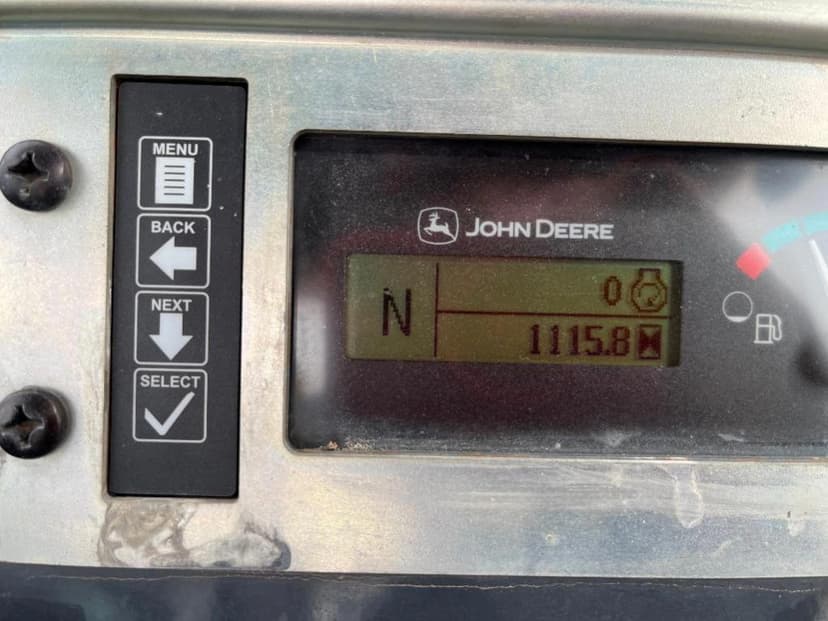 MENU
BACK
NEXT
SELECT
JOHN DEERE
N
0
1115.8